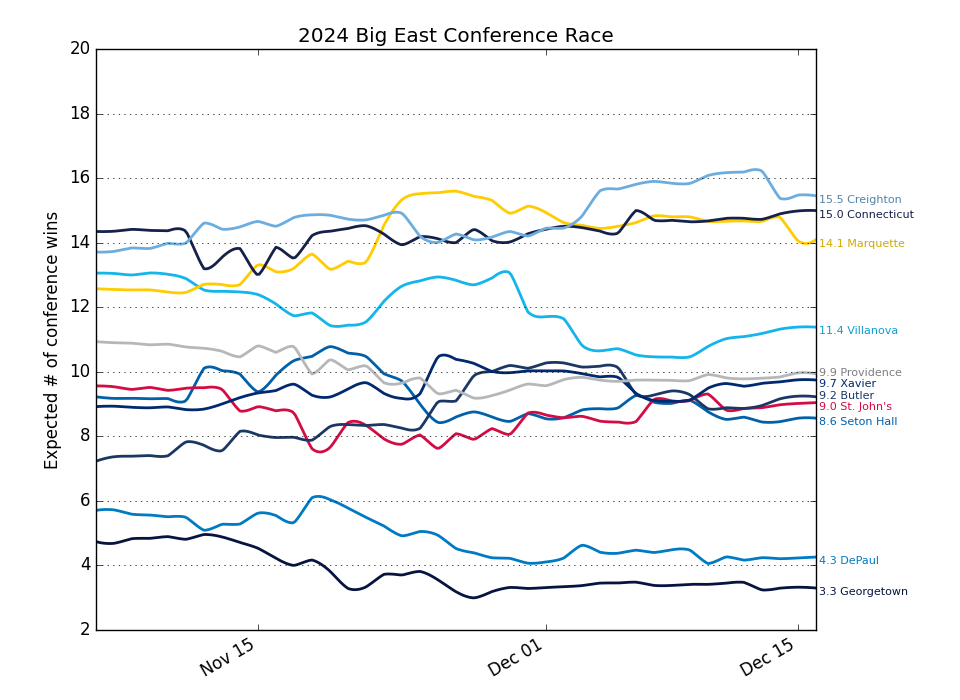 2024 Big East Conference Race
Expected # of conference wins
20
18
16
14
12
10
8
6
4
2
Nov 15
Dec 01
Dec 15
15.5 Creighton
15.0 Connecticut
14.1 Marquette
11.4 Villanova
9.9 Providence
9.7 Xavier
9.2 Butler
9.0 St. John's
8.6 Seton Hall
4.3 DePaul
3.3 Georgetown